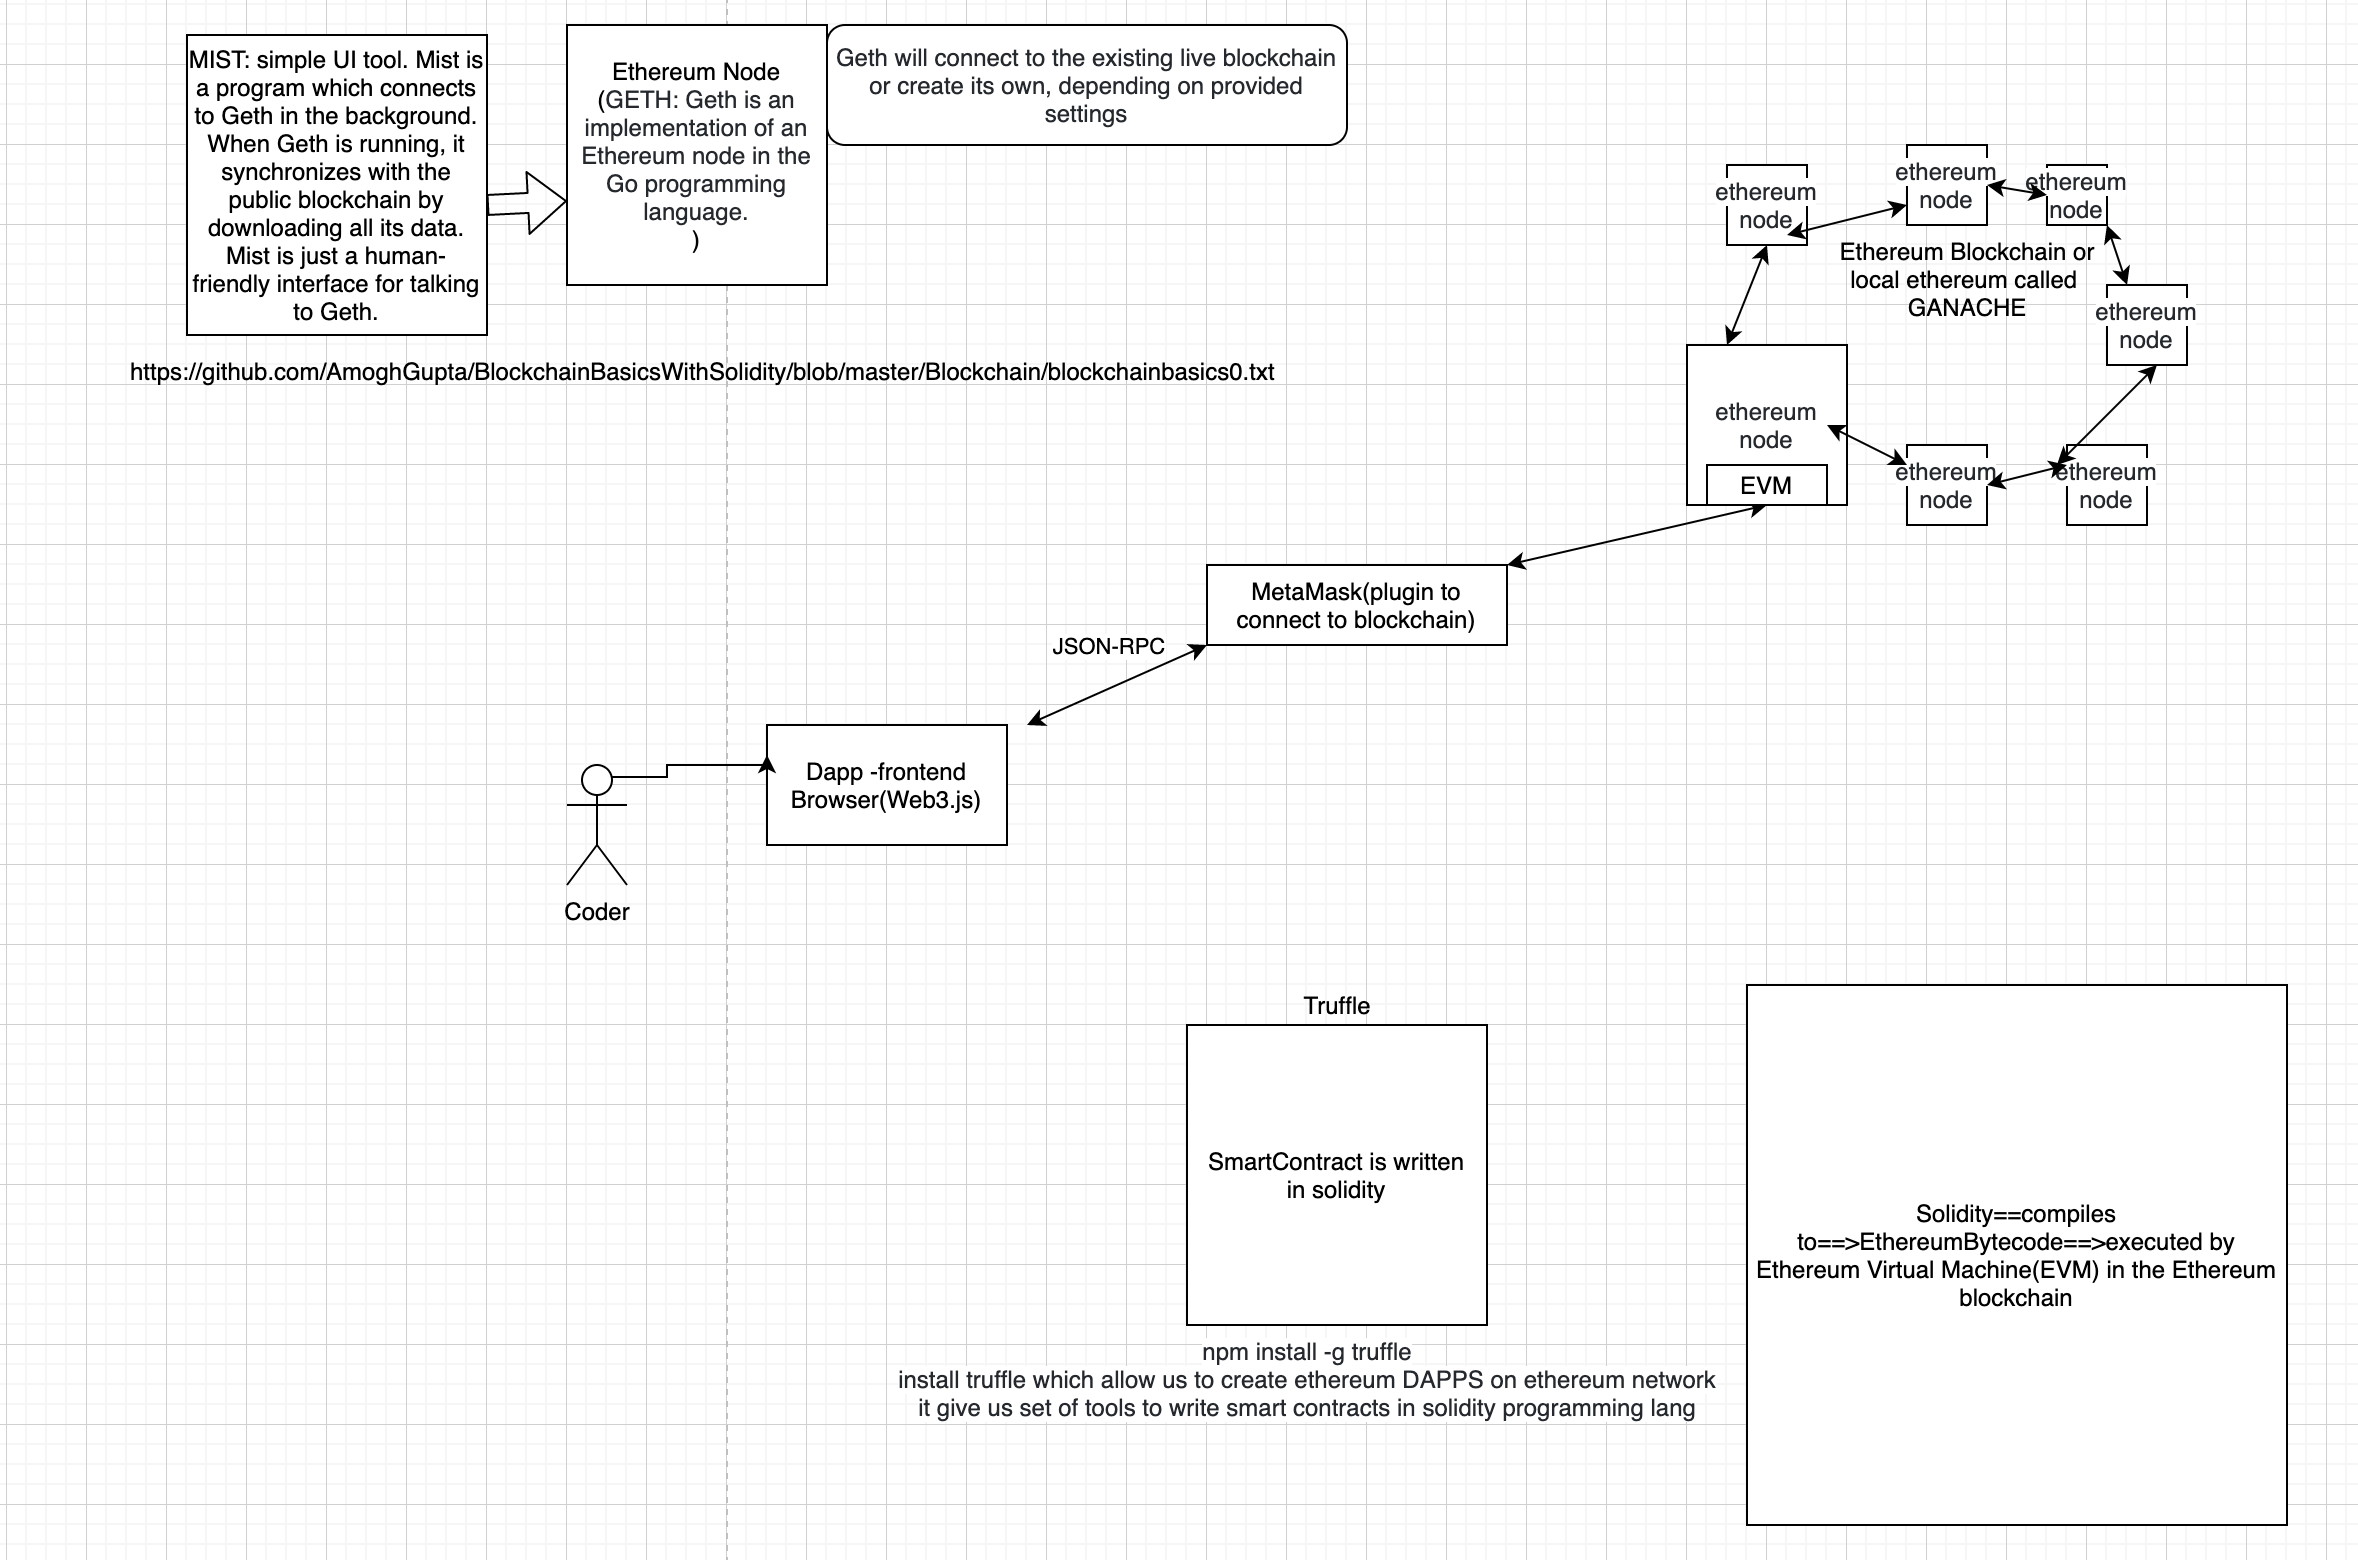 MIST: simple UI tool. Mist is
a program which connects
to Geth in the background.
When Geth is running, it
synchronizes with the
public blockchain by
downloading all its data.
Mist is just a human-
friendly interface for talking
to Geth.
Ethereum Node
(GETH: Geth is an
implementation of an
Ethereum node in the
Go programming
language.
)
Geth will connect to the existing live blockchain
or create its own, depending on provided
settings
https://github.com/AmoghGupta/BlockchainBasicsWithSolidity/blob/master/Blockchain/blockchainbasics0.txt
ethereum
node
ethereum
node
ethereum
node
Ethereum Blockchain or
local ethereum called
GANACHE
ethereum
node
ethereum
node
EVM
ethereum
node
ethereum
node
MetaMask(plugin to
connect to blockchain)
JSON-RPC
Dapp -frontend
Browser(Web3.js)
Coder
Truffle
SmartContract is written
in solidity
npm install -g truffle
install truffle which allow us to create ethereum DAPPS on ethereum network
it give us set of tools to write smart contracts in solidity programming lang
Solidity==compiles
to==>EthereumBytecode==>executed by
Ethereum Virtual Machine(EVM) in the Ethereum
blockchain